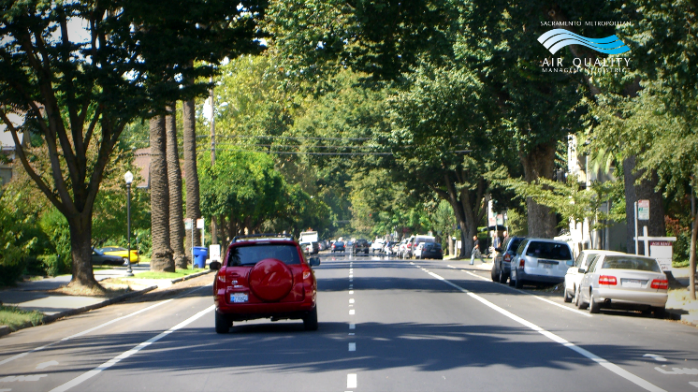 SACRAMENTO METROPOLITAN
AIR QUALITY
MANAGEMENT DISTRICT